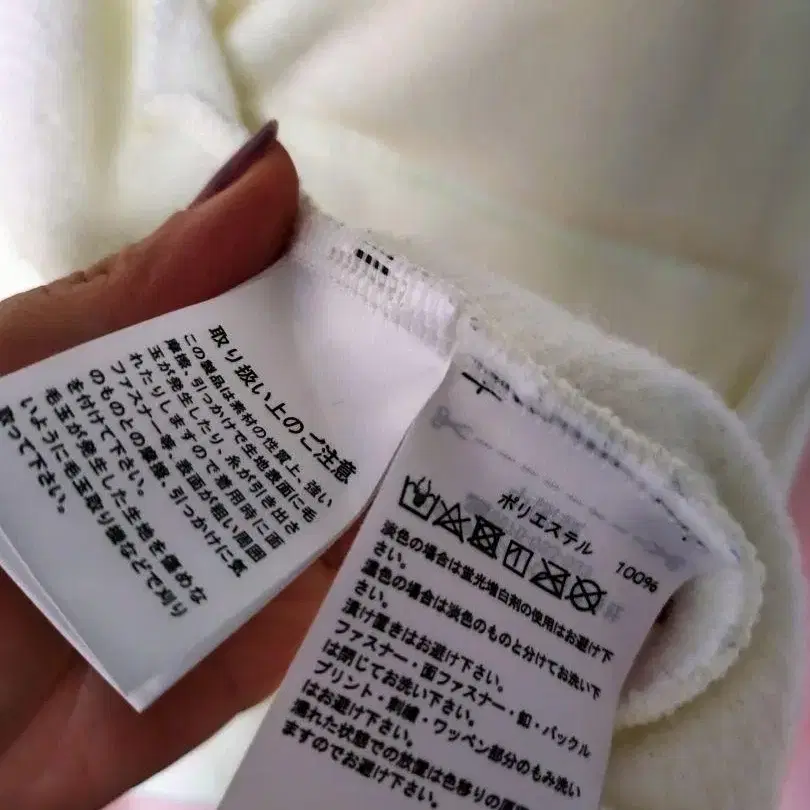 取り扱い上のご注意
この製品は素材の性質上、強い
摩擦、引っかけで生地表面に毛
玉が発生したり、糸が引き出さ
れたりしますので着用時に面
ファスナー等、表面が粗い周囲
のものとの摩擦、引っかけに気
を付けて下さい。
毛玉が発生した生地を傷めな
いように毛玉取り機などで刈り
取って下さい。
ポリエステル 100%
淡色の場合は蛍光増白剤の使用はお避け下
さい。
濃色の場合は淡色のものと分けてお洗い下
さい。
漬け置きはお避け下さい。
ファスナー・面ファスナー・釦・バックル
は閉じてお洗い下さい。
プリント・刺繍・ワッペン部分のもみ洗い
はお避け下さい。
濡れた状態での放置は色移りの原因
ますのでお避け下さい。